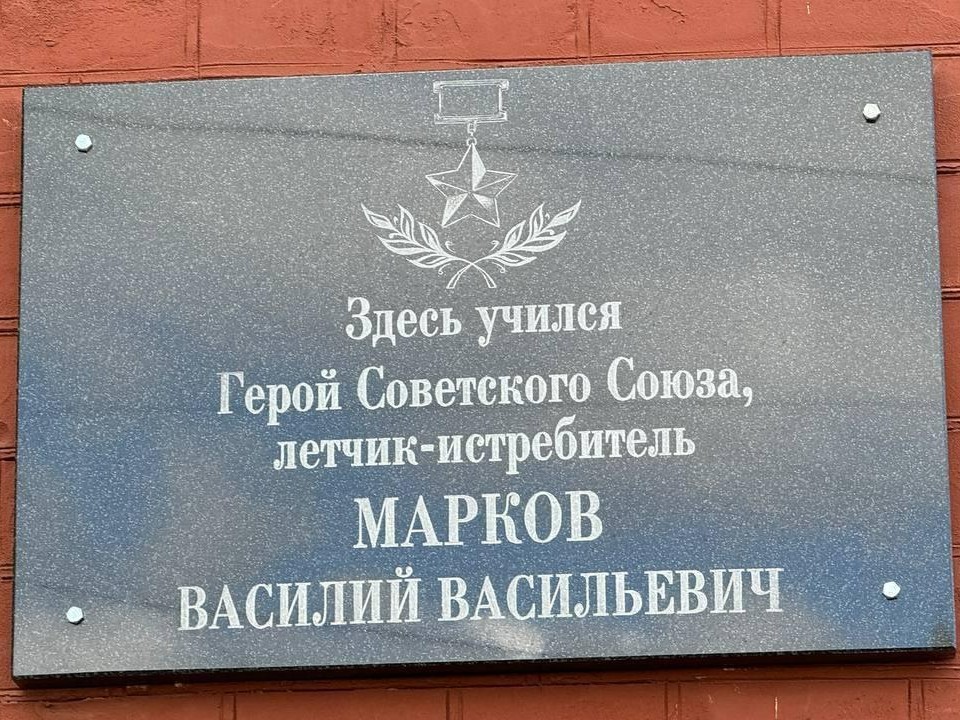 Здесь учился
Герой Советского Союза,
летчик-истребитель
МАРКОВ
ВАСИЛИЙ ВАСИЛЬЕВИЧ